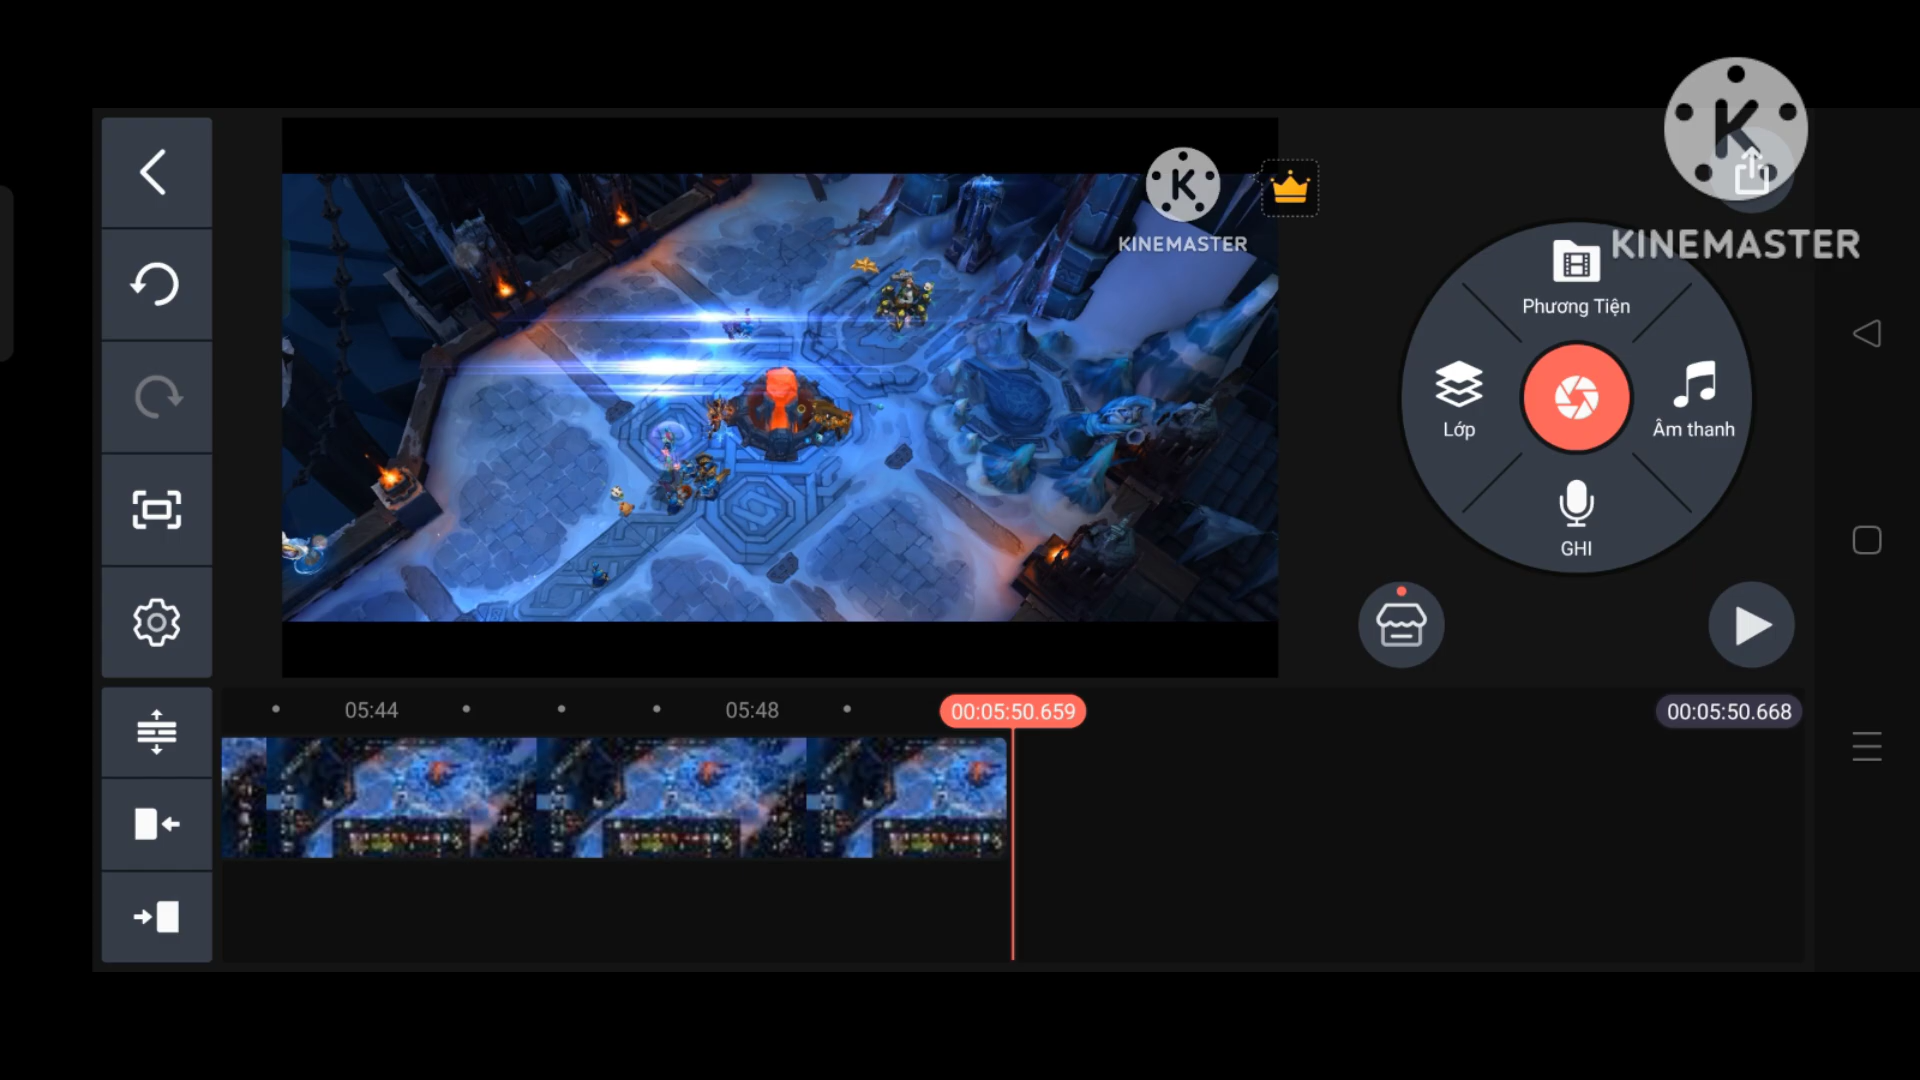 K
KINEMASTER
K
KINEMASTER
Phương Tiện
Lớp
Âm thanh
GHI
05:44
05:48
00:05:50.659
00:05:50.668